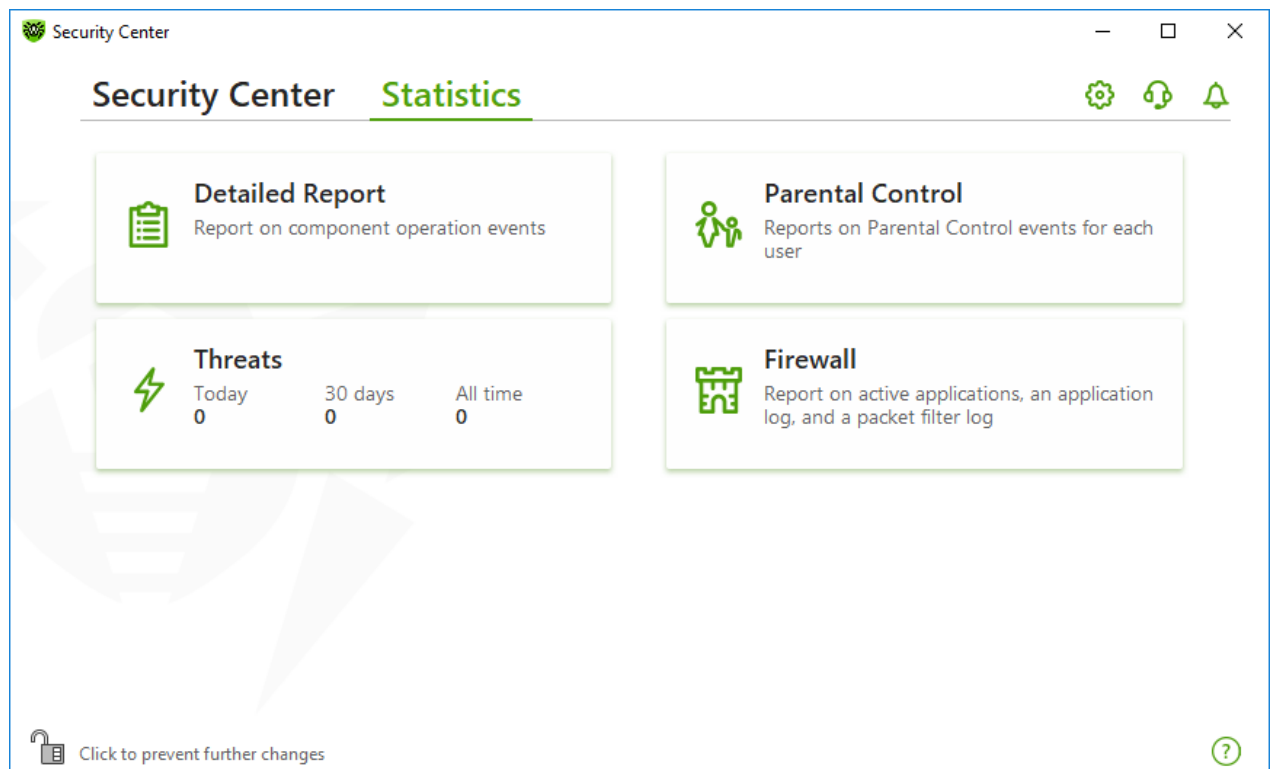 Security Center
Security Center Statistics
Detailed Report
Report on component operation events
Parental Control
Reports on Parental Control events for each
user
Threats
Today 30 days All time
0 0 0
Firewall
Report on active applications, an application
log, and a packet filter log
Click to prevent further changes
?